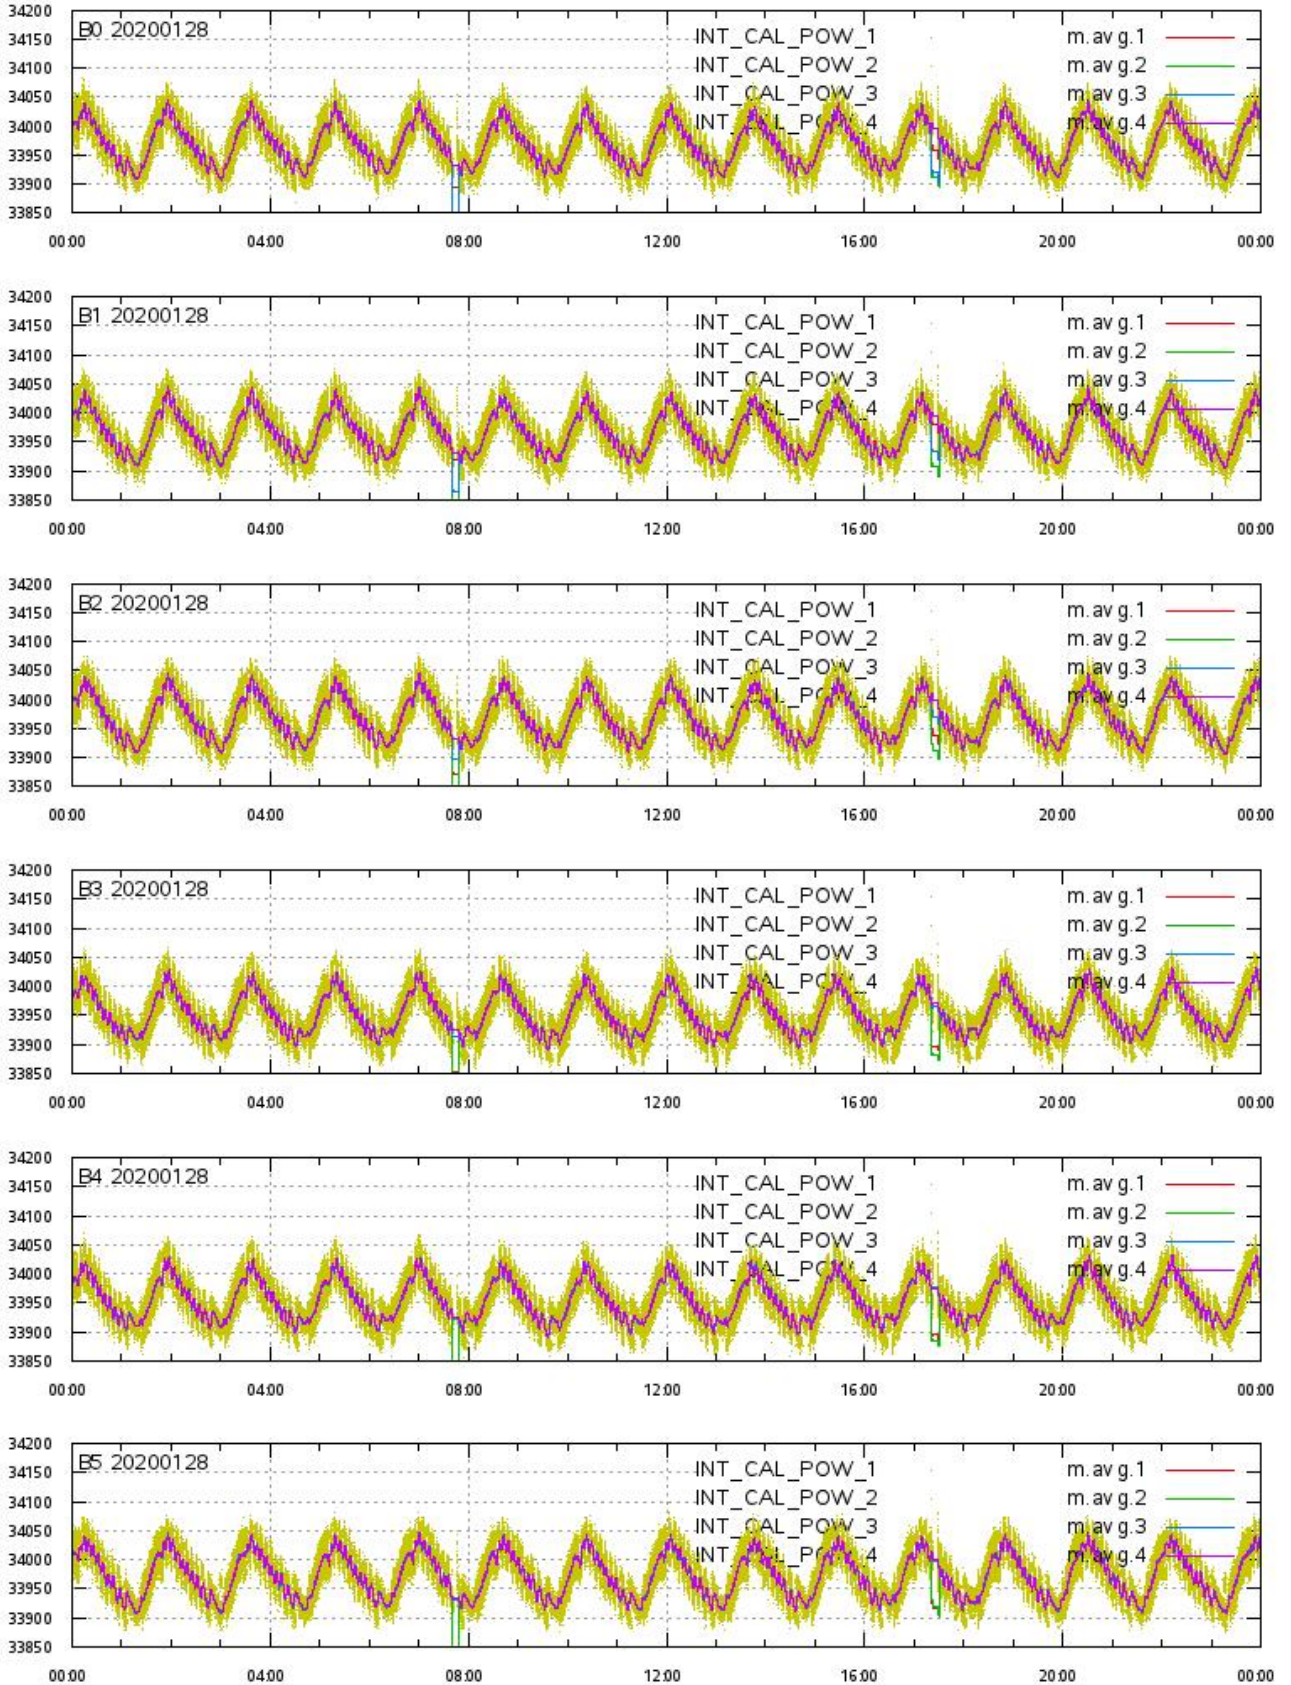 34200
B0 20200128 INT_CAL_POW_1 m.avg.1
34150
34100 INT_CAL_POW_2 m.avg.2
34050 INT_CAL_POW_3 m.avg.3
34000 INT_CAL_POW_4 m.avg.4
33950
33900
33850
00:00 04:00 08:00 12:00 16:00 20:00 00:00
34200
B1 20200128 INT_CAL_POW_1 m.avg.1
34150
34100 INT_CAL_POW_2 m.avg.2
34050 INT_CAL_POW_3 m.avg.3
34000 INT_CAL_POW_4 m.avg.4
33950
33900
33850
00:00 04:00 08:00 12:00 16:00 20:00 00:00
34200
B2 20200128 INT_CAL_POW_1 m.avg.1
34150
34100 INT_CAL_POW_2 m.avg.2
34050 INT_CAL_POW_3 m.avg.3
34000 INT_CAL_POW_4 m.avg.4
33950
33900
33850
00:00 04:00 08:00 12:00 16:00 20:00 00:00
34200
B3 20200128 INT_CAL_POW_1 m.avg.1
34150
34100 INT_CAL_POW_2 m.avg.2
34050 INT_CAL_POW_3 m.avg.3
34000 INT_CAL_POW_4 m.avg.4
33950
33900
33850
00:00 04:00 08:00 12:00 16:00 20:00 00:00
34200
B4 20200128 INT_CAL_POW_1 m.avg.1
34150
34100 INT_CAL_POW_2 m.avg.2
34050 INT_CAL_POW_3 m.avg.3
34000 INT_CAL_POW_4 m.avg.4
33950
33900
33850
00:00 04:00 08:00 12:00 16:00 20:00 00:00
34200
B5 20200128 INT_CAL_POW_1 m.avg.1
34150
34100 INT_CAL_POW_2 m.avg.2
34050 INT_CAL_POW_3 m.avg.3
34000 INT_CAL_POW_4 m.avg.4
33950
33900
33850
00:00 04:00 08:00 12:00 16:00 20:00 00:00